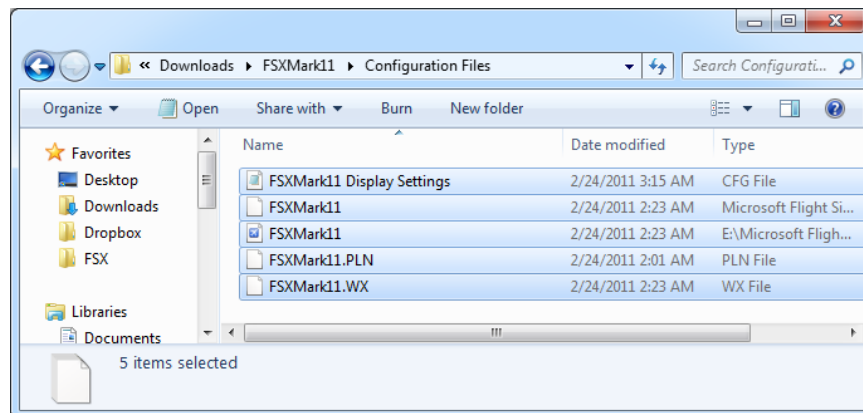 « Downloads ▸ FSXMark11 ▸ Configuration Files Search Configurati...
Organize Open Share with Burn New folder
Name Date modified Type
Favorites
Desktop
Downloads
Dropbox
FSX
Libraries
Documents
FSXMark11 Display Settings 2/24/2011 3:15 AM CFG File
FSXMark11 2/24/2011 2:23 AM Microsoft Flight Si...
FSXMark11 2/24/2011 2:23 AM E:\Microsoft Fligh...
FSXMark11.PLN 2/24/2011 2:01 AM PLN File
FSXMark11.WX 2/24/2011 2:23 AM WX File
5 items selected